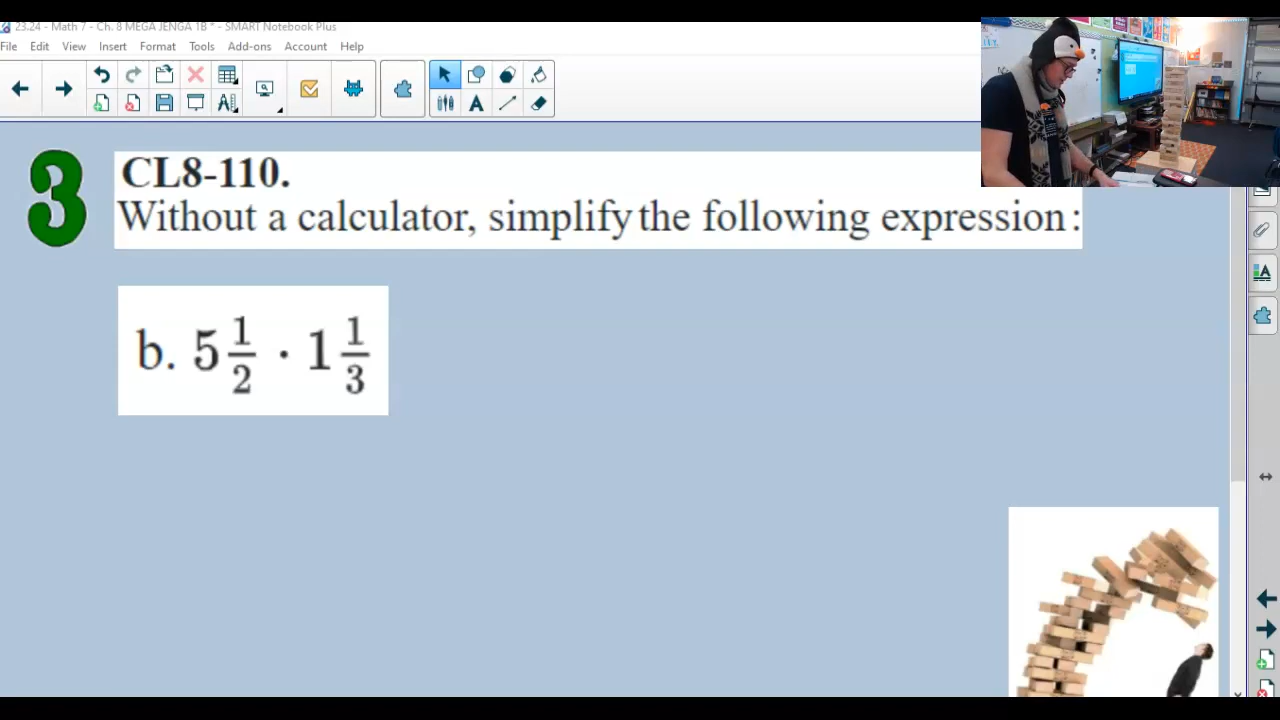 23.24 - Math 7 - Ch. 8 MEGA JENGA 1B * - SMART Notebook Plus
File Edit View Insert Format Tools Add-ons Account Help
3
CL8-110.
Without a calculator, simplify the following expression:
b. 5 1/2 · 1 1/3